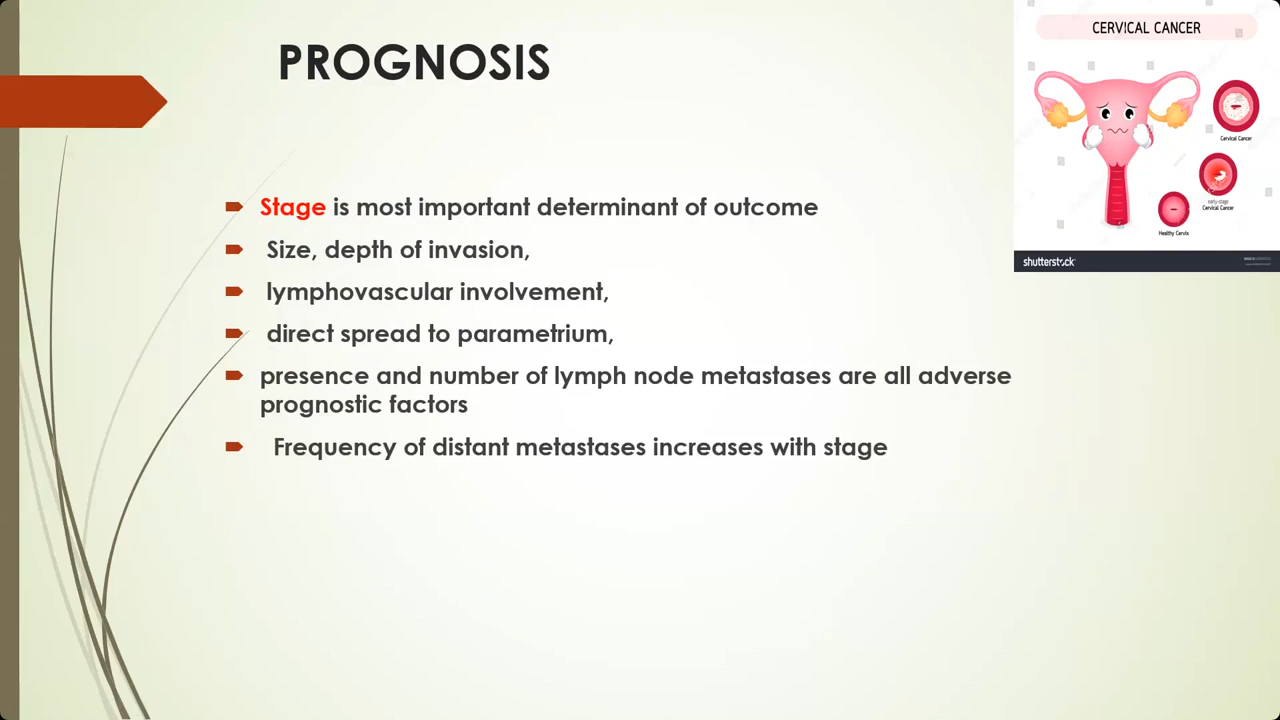 PROGNOSIS
CERVICAL CANCER
Cervical Cancer
early-stage
Cervical Cancer
Healthy Cervix
shutterstock
Stage is most important determinant of outcome
Size, depth of invasion,
lymphovascular involvement,
direct spread to parametrium,
presence and number of lymph node metastases are all adverse
prognostic factors
Frequency of distant metastases increases with stage